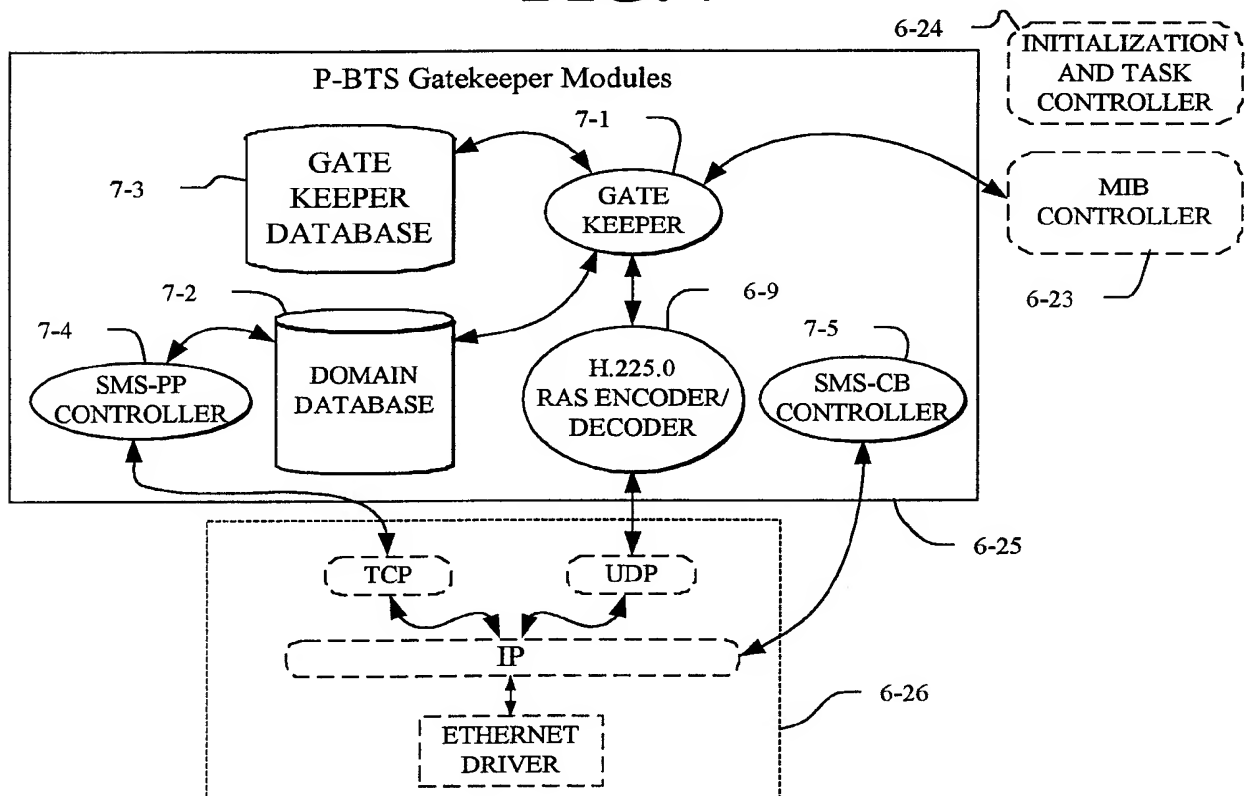 6-24
INITIALIZATION
AND TASK
CONTROLLER
P-BTS Gatekeeper Modules
7-1
7-3
GATE
KEEPER
DATABASE
GATE
KEEPER
MIB
CONTROLLER
6-23
7-2
6-9
7-4
7-5
SMS-PP
CONTROLLER
DOMAIN
DATABASE
H.225.0
RAS ENCODER/
DECODER
SMS-CB
CONTROLLER
6-25
TCP
UDP
IP
6-26
ETHERNET
DRIVER